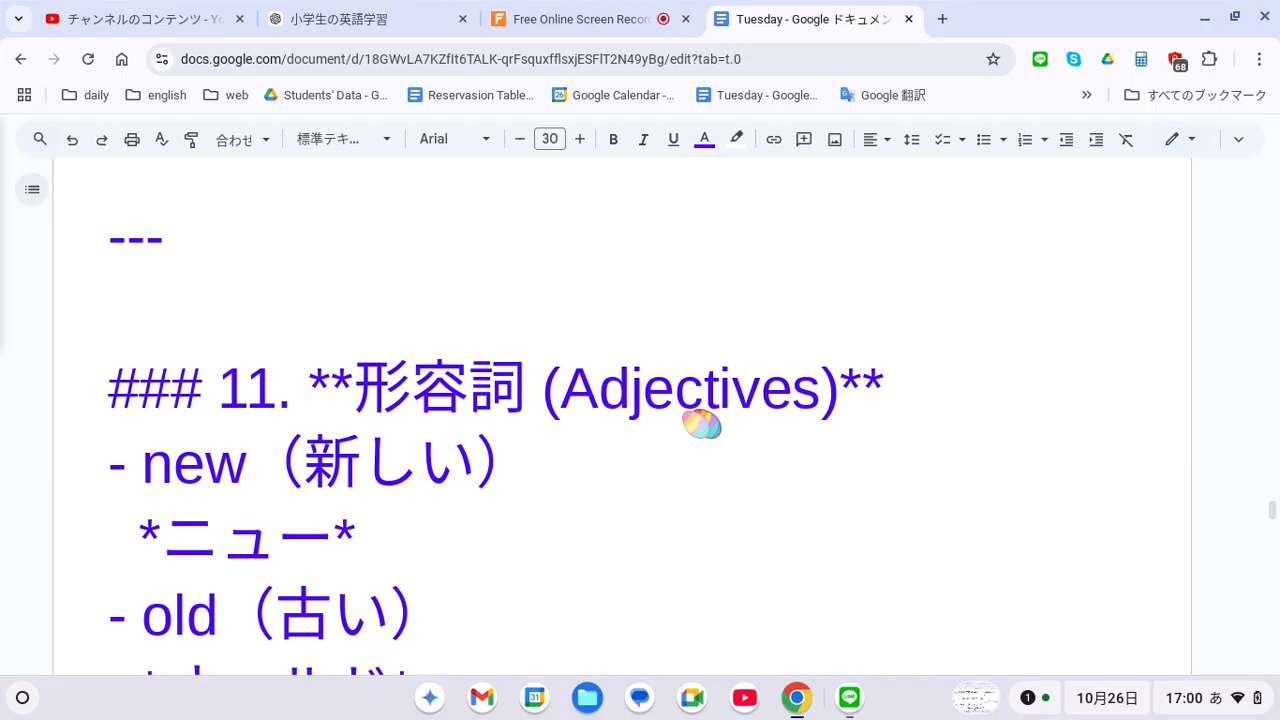 チャンネルのコンテンツ - Yo
小学生の英語学習
Free Online Screen Record
Tuesday - Google ドキュメン
docs.google.com/document/d/18GWvLA7KZfIt6TALK-qrFsquxfflsxjESFlT2N49yBg/edit?tab=t.0
68
daily
english
web
Students' Data - G...
Reservasion Table...
Google Calendar -...
Tuesday - Google...
Google 翻訳
すべてのブックマーク
合わせ
標準テキ...
Arial
30
---
### 11. **形容詞 (Adjectives)**
- new（新しい）
*ニュー*
- old（古い）
1
10月26日
17:00 あ